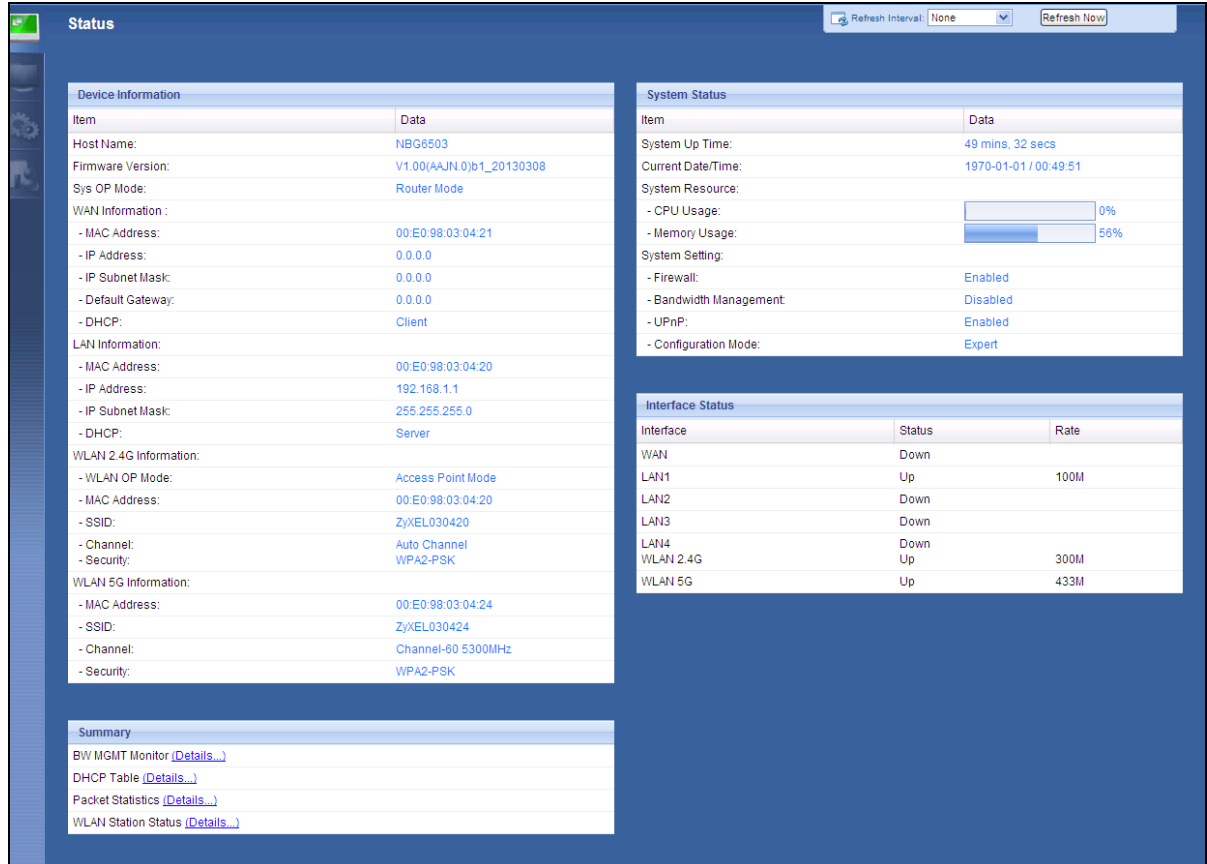 Status
Refresh Interval: None
Refresh Now
Device Information
Item Data
Host Name: NBG6503
Firmware Version: V1.00(AAJN.0)b1_20130308
Sys OP Mode: Router Mode
WAN Information :
- MAC Address: 00:E0:98:03:04:21
- IP Address: 0.0.0.0
- IP Subnet Mask: 0.0.0.0
- Default Gateway: 0.0.0.0
- DHCP: Client
LAN Information:
- MAC Address: 00:E0:98:03:04:20
- IP Address: 192.168.1.1
- IP Subnet Mask: 255.255.255.0
- DHCP: Server
WLAN 2.4G Information:
- WLAN OP Mode: Access Point Mode
- MAC Address: 00:E0:98:03:04:20
- SSID: ZyXEL030420
- Channel: Auto Channel
- Security: WPA2-PSK
WLAN 5G Information:
- MAC Address: 00:E0:98:03:04:24
- SSID: ZyXEL030424
- Channel: Channel-60 5300MHz
- Security: WPA2-PSK
Summary
BW MGMT Monitor (Details...)
DHCP Table (Details...)
Packet Statistics (Details...)
WLAN Station Status (Details...)
System Status
Item Data
System Up Time: 49 mins, 32 secs
Current Date/Time: 1970-01-01 / 00:49:51
System Resource:
- CPU Usage: 0%
- Memory Usage: 56%
System Setting:
- Firewall: Enabled
- Bandwidth Management: Disabled
- UPnP: Enabled
- Configuration Mode: Expert
Interface Status
Interface Status Rate
WAN Down
LAN1 Up 100M
LAN2 Down
LAN3 Down
LAN4 Down
WLAN 2.4G Up 300M
WLAN 5G Up 433M